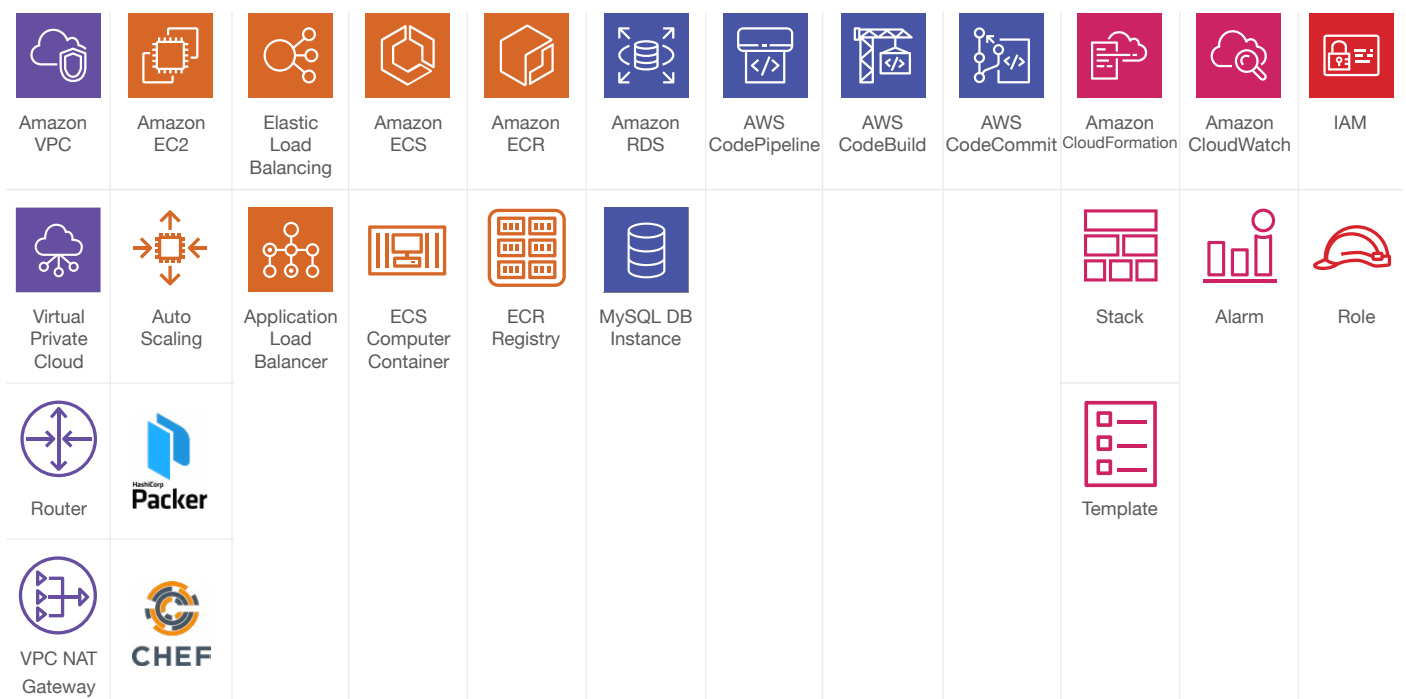 Amazon
VPC
Amazon
EC2
Elastic
Load
Balancing
Amazon
ECS
Amazon
ECR
Amazon
RDS
AWS
CodePipeline
AWS
CodeBuild
AWS
CodeCommit
Amazon
CloudFormation
Amazon
CloudWatch
IAM
Virtual
Private
Cloud
Auto
Scaling
Application
Load
Balancer
ECS
Computer
Container
ECR
Registry
MySQL DB
Instance
Stack
Alarm
Role
Router
HashiCorp
Packer
Template
VPC NAT
Gateway
CHEF